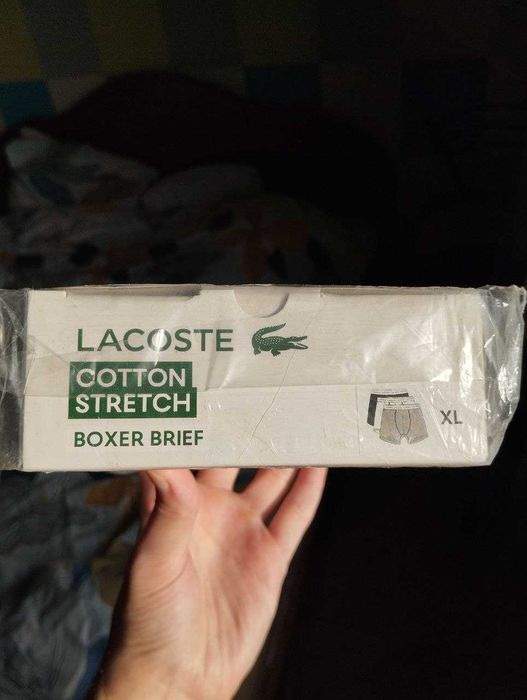 LACOSTE
COTTON
STRETCH
BOXER BRIEF
XL